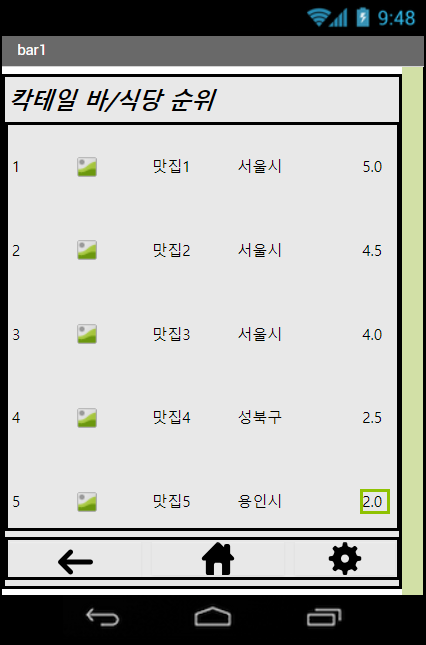 9:48
bar1
칵테일 바/식당 순위
1 맛집1 서울시 5.0
2 맛집2 서울시 4.5
3 맛집3 서울시 4.0
4 맛집4 성북구 2.5
5 맛집5 용인시 2.0